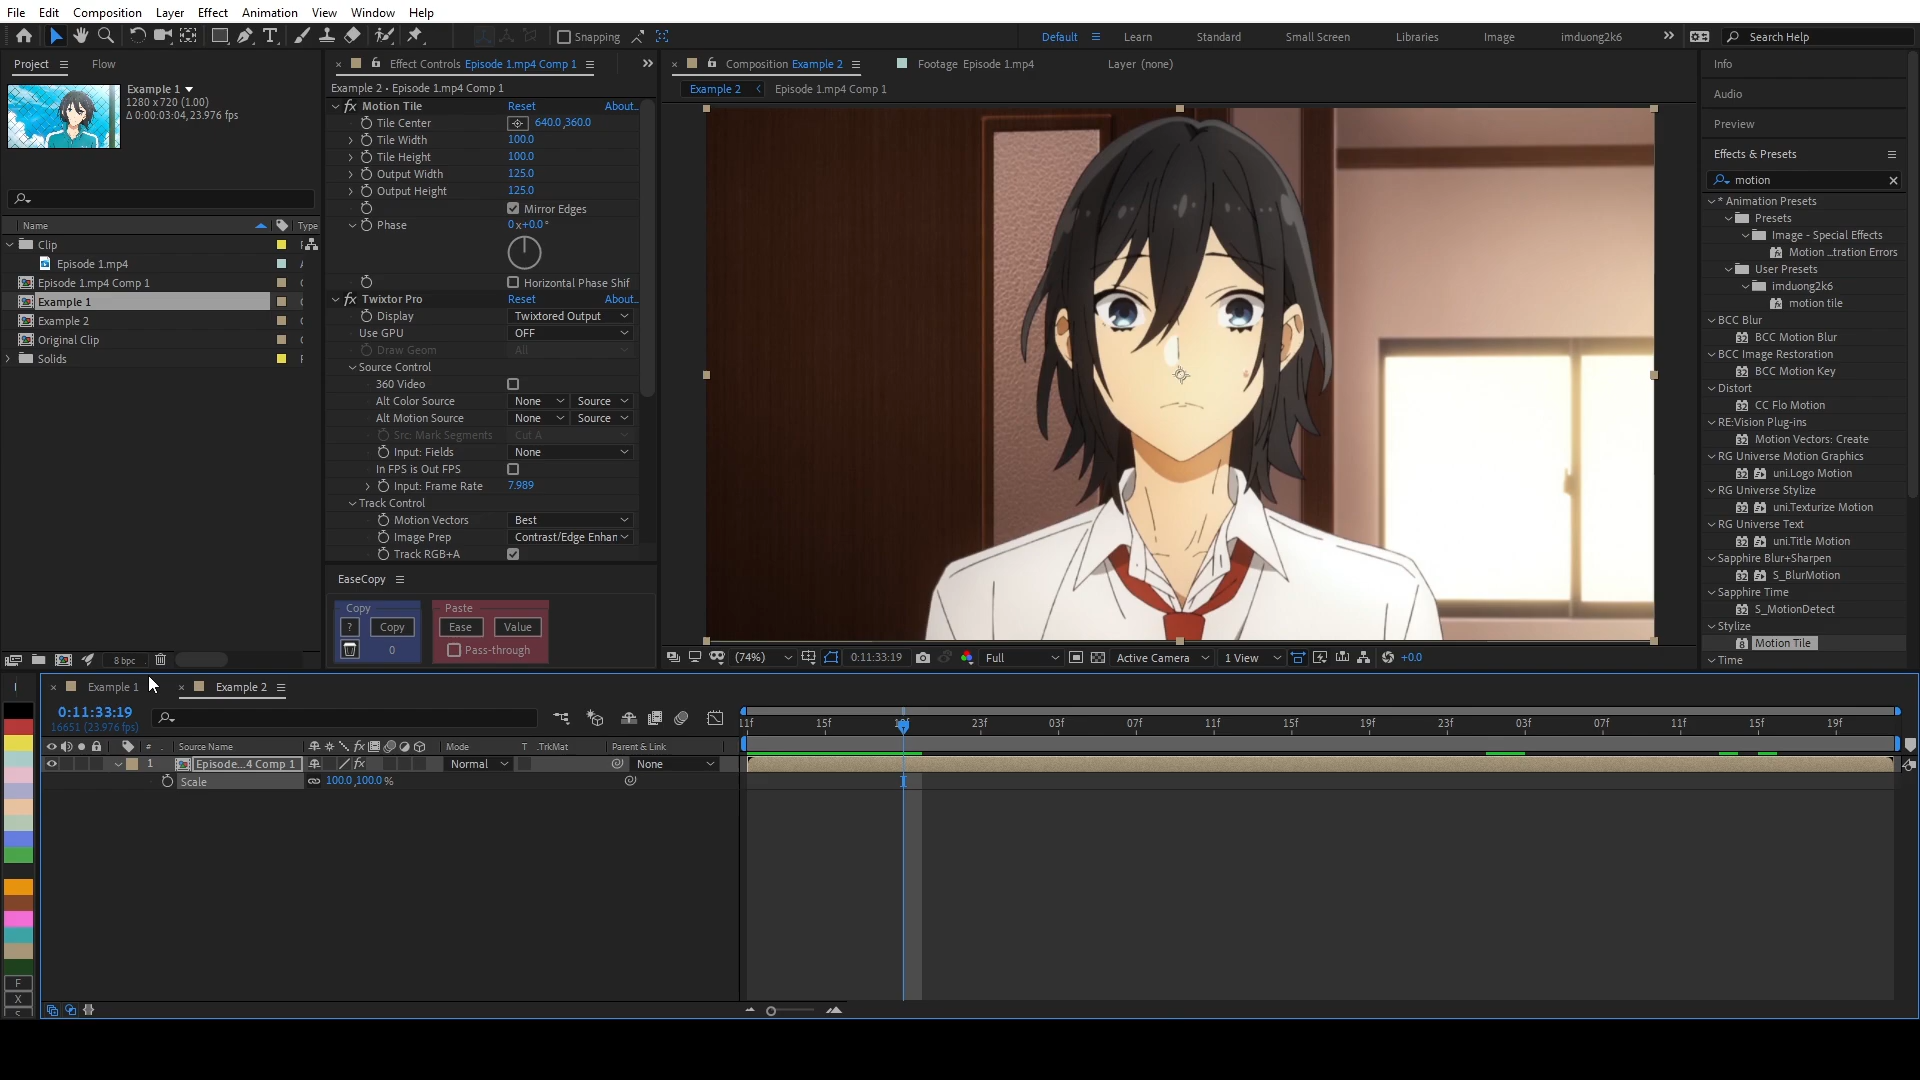 File Edit Composition Layer Effect Animation View Window Help
Snapping
Default Learn Standard Small Screen Libraries Image imduong2k6
Search Help
Project Flow
Example 1
1280 x 720 (1.00)
Δ 0:00:03:04, 23.976 fps
Name Type
Clip
Episode 1.mp4
Episode 1.mp4 Comp 1
Example 1
Example 2
Original Clip
Solids
8 bpc
Effect Controls Episode 1.mp4 Comp 1
Example 2 • Episode 1.mp4 Comp 1
fx Motion Tile Reset About...
Tile Center 640.0,360.0
Tile Width 100.0
Tile Height 100.0
Output Width 125.0
Output Height 125.0
Mirror Edges
Phase 0x+0.0°
Horizontal Phase Shif
fx Twixtor Pro Reset About...
Display Twixtored Output
Use GPU OFF
Draw Geom All
Source Control
360 Video
Alt Color Source None Source
Alt Motion Source None Source
Src: Mark Segments Cut A
Input: Fields None
In FPS is Out FPS
Input: Frame Rate 7.989
Track Control
Motion Vectors Best
Image Prep Contrast/Edge Enhan
Track RGB+A
EaseCopy
Copy Paste
? Copy Ease Value
0 Pass-through
Composition Example 2 Footage Episode 1.mp4 Layer (none)
Example 2 Episode 1.mp4 Comp 1
(74%) 0:11:33:19 Full Active Camera 1 View +0.0
Info
Audio
Preview
Effects & Presets
motion
* Animation Presets
Presets
Image - Special Effects
Motion ...tration Errors
User Presets
imduong2k6
motion tile
BCC Blur
BCC Motion Blur
BCC Image Restoration
BCC Motion Key
Distort
CC Flo Motion
RE:Vision Plug-ins
Motion Vectors: Create
RG Universe Motion Graphics
uni.Logo Motion
RG Universe Stylize
uni.Texturize Motion
RG Universe Text
uni.Title Motion
Sapphire Blur+Sharpen
S_BlurMotion
Sapphire Time
S_MotionDetect
Stylize
Motion Tile
Time
Example 1 Example 2
0:11:33:19
16651 (23.976 fps)
11f 15f 19f 23f 03f 07f 11f 15f 19f 23f 03f 07f 11f 15f 19f
# Source Name fx Mode T .TrkMat Parent & Link
1 Episode...4 Comp 1 fx Normal None
Scale 100.0,100.0 %
F
X
S